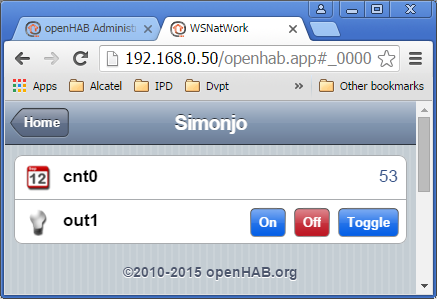 openHAB Administ
WSNatWork
192.168.0.50/openhab.app#_0000
Apps Alcatel IPD Dvpt » Other bookmarks
Home Simonjo
12 cnt0 53
out1 On Off Toggle
©2010-2015 openHAB.org